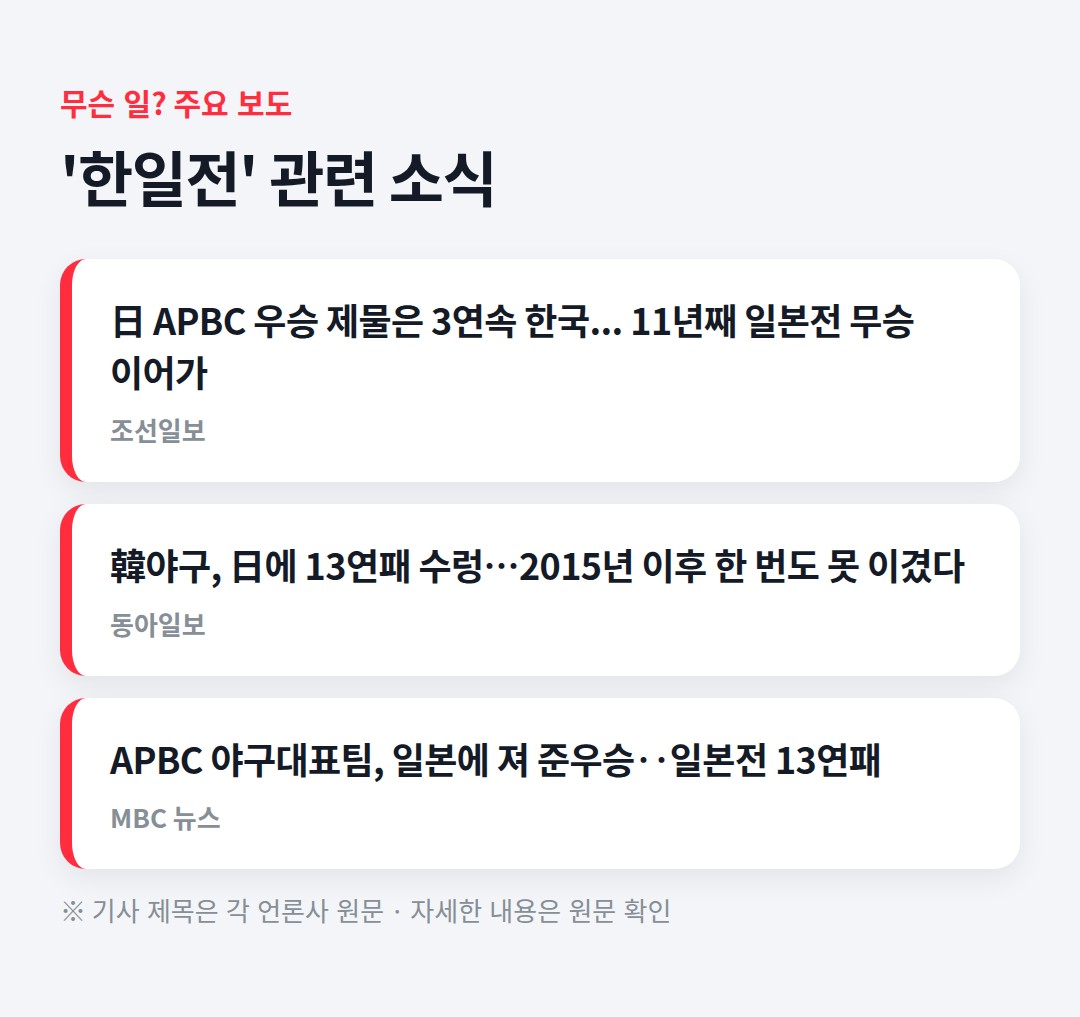 무슨 일? 주요 보도
'한일전' 관련 소식
日 APBC 우승 제물은 3연속 한국... 11년째 일본전 무승
이어가
조선일보
韓야구, 日에 13연패 수렁…2015년 이후 한 번도 못 이겼다
동아일보
APBC 야구대표팀, 일본에 져 준우승‥일본전 13연패
MBC 뉴스
※ 기사 제목은 각 언론사 원문 · 자세한 내용은 원문 확인